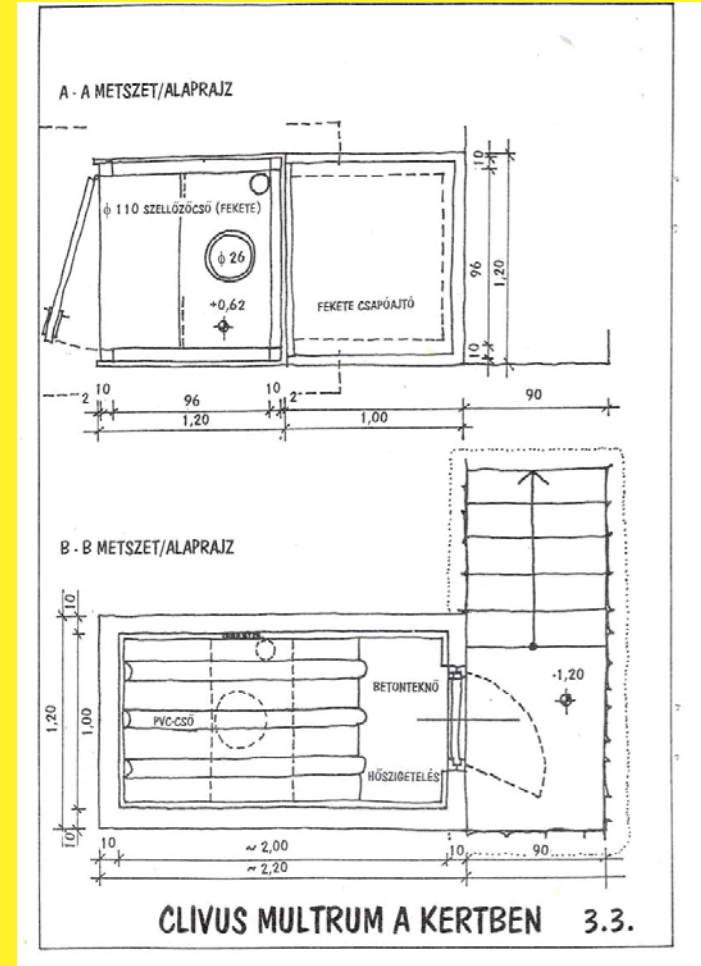 A - A METSZET/ALAPRAJZ
ϕ 110 SZELLŐZŐCSŐ (FEKETE)
ϕ 26
+0,62
FEKETE CSAPÓAJTÓ
10
96
1,20
10
2
10
96
10
2
90
1,20
1,00
B - B METSZET/ALAPRAJZ
10
1,20
1,00
10
-1,20
BETONTEKNŐ
PVC-CSŐ
HŐSZIGETELÉS
10
~ 2,00
10
90
~ 2,20
CLIVUS MULTRUM A KERTBEN 3.3.